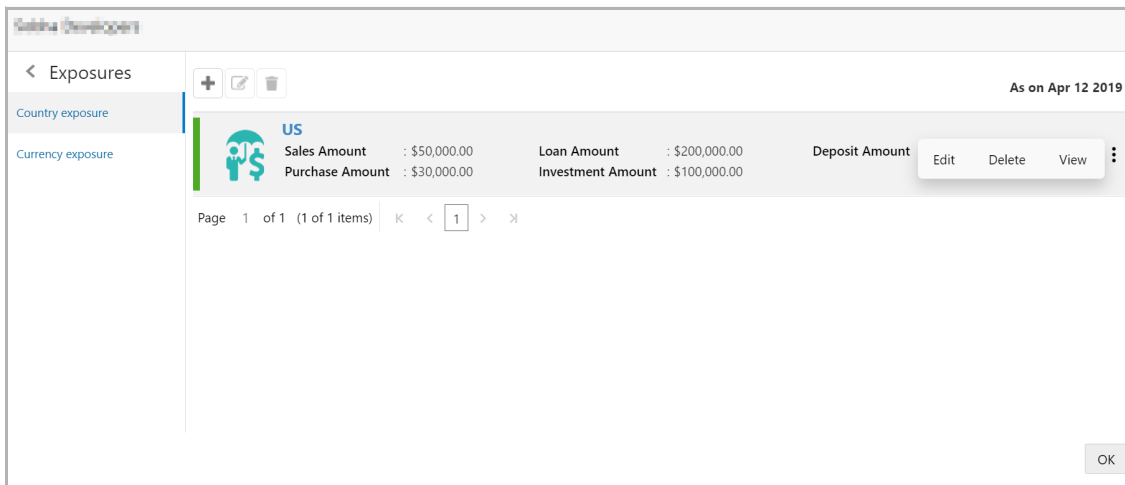 Exposures
As on Apr 12 2019
Country exposure
US
Sales Amount : $50,000.00 Loan Amount : $200,000.00 Deposit Amount Edit Delete View
Currency exposure
Purchase Amount : $30,000.00 Investment Amount : $100,000.00
Page 1 of 1 (1 of 1 items) 1
OK